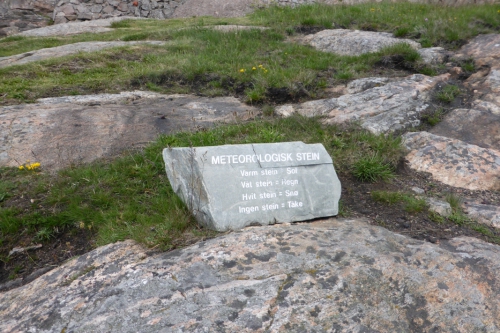 METEOROLOGISK STEIN
Varm stein = Sol
Våt stein = Regn
Hvit stein = Snø
Ingen stein = Tåke